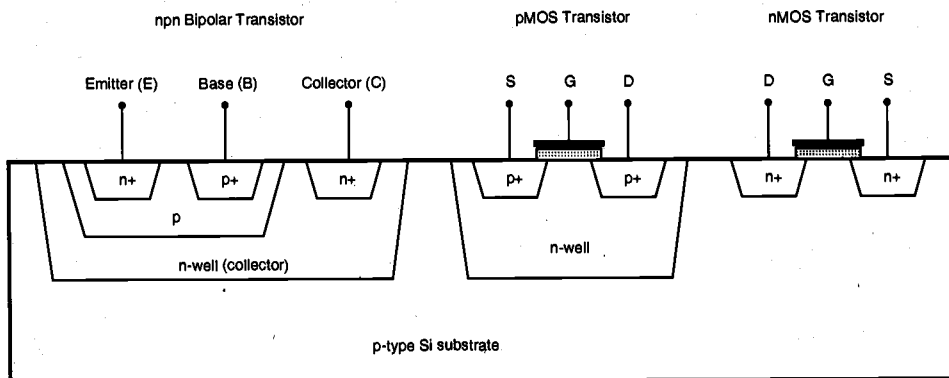 npn Bipolar Transistor pMOS Transistor nMOS Transistor
Emitter (E) Base (B) Collector (C) S G D D G S
n+ p+ n+ p+ p+ n+ n+
p
n-well
n-well (collector)
p-type Si substrate